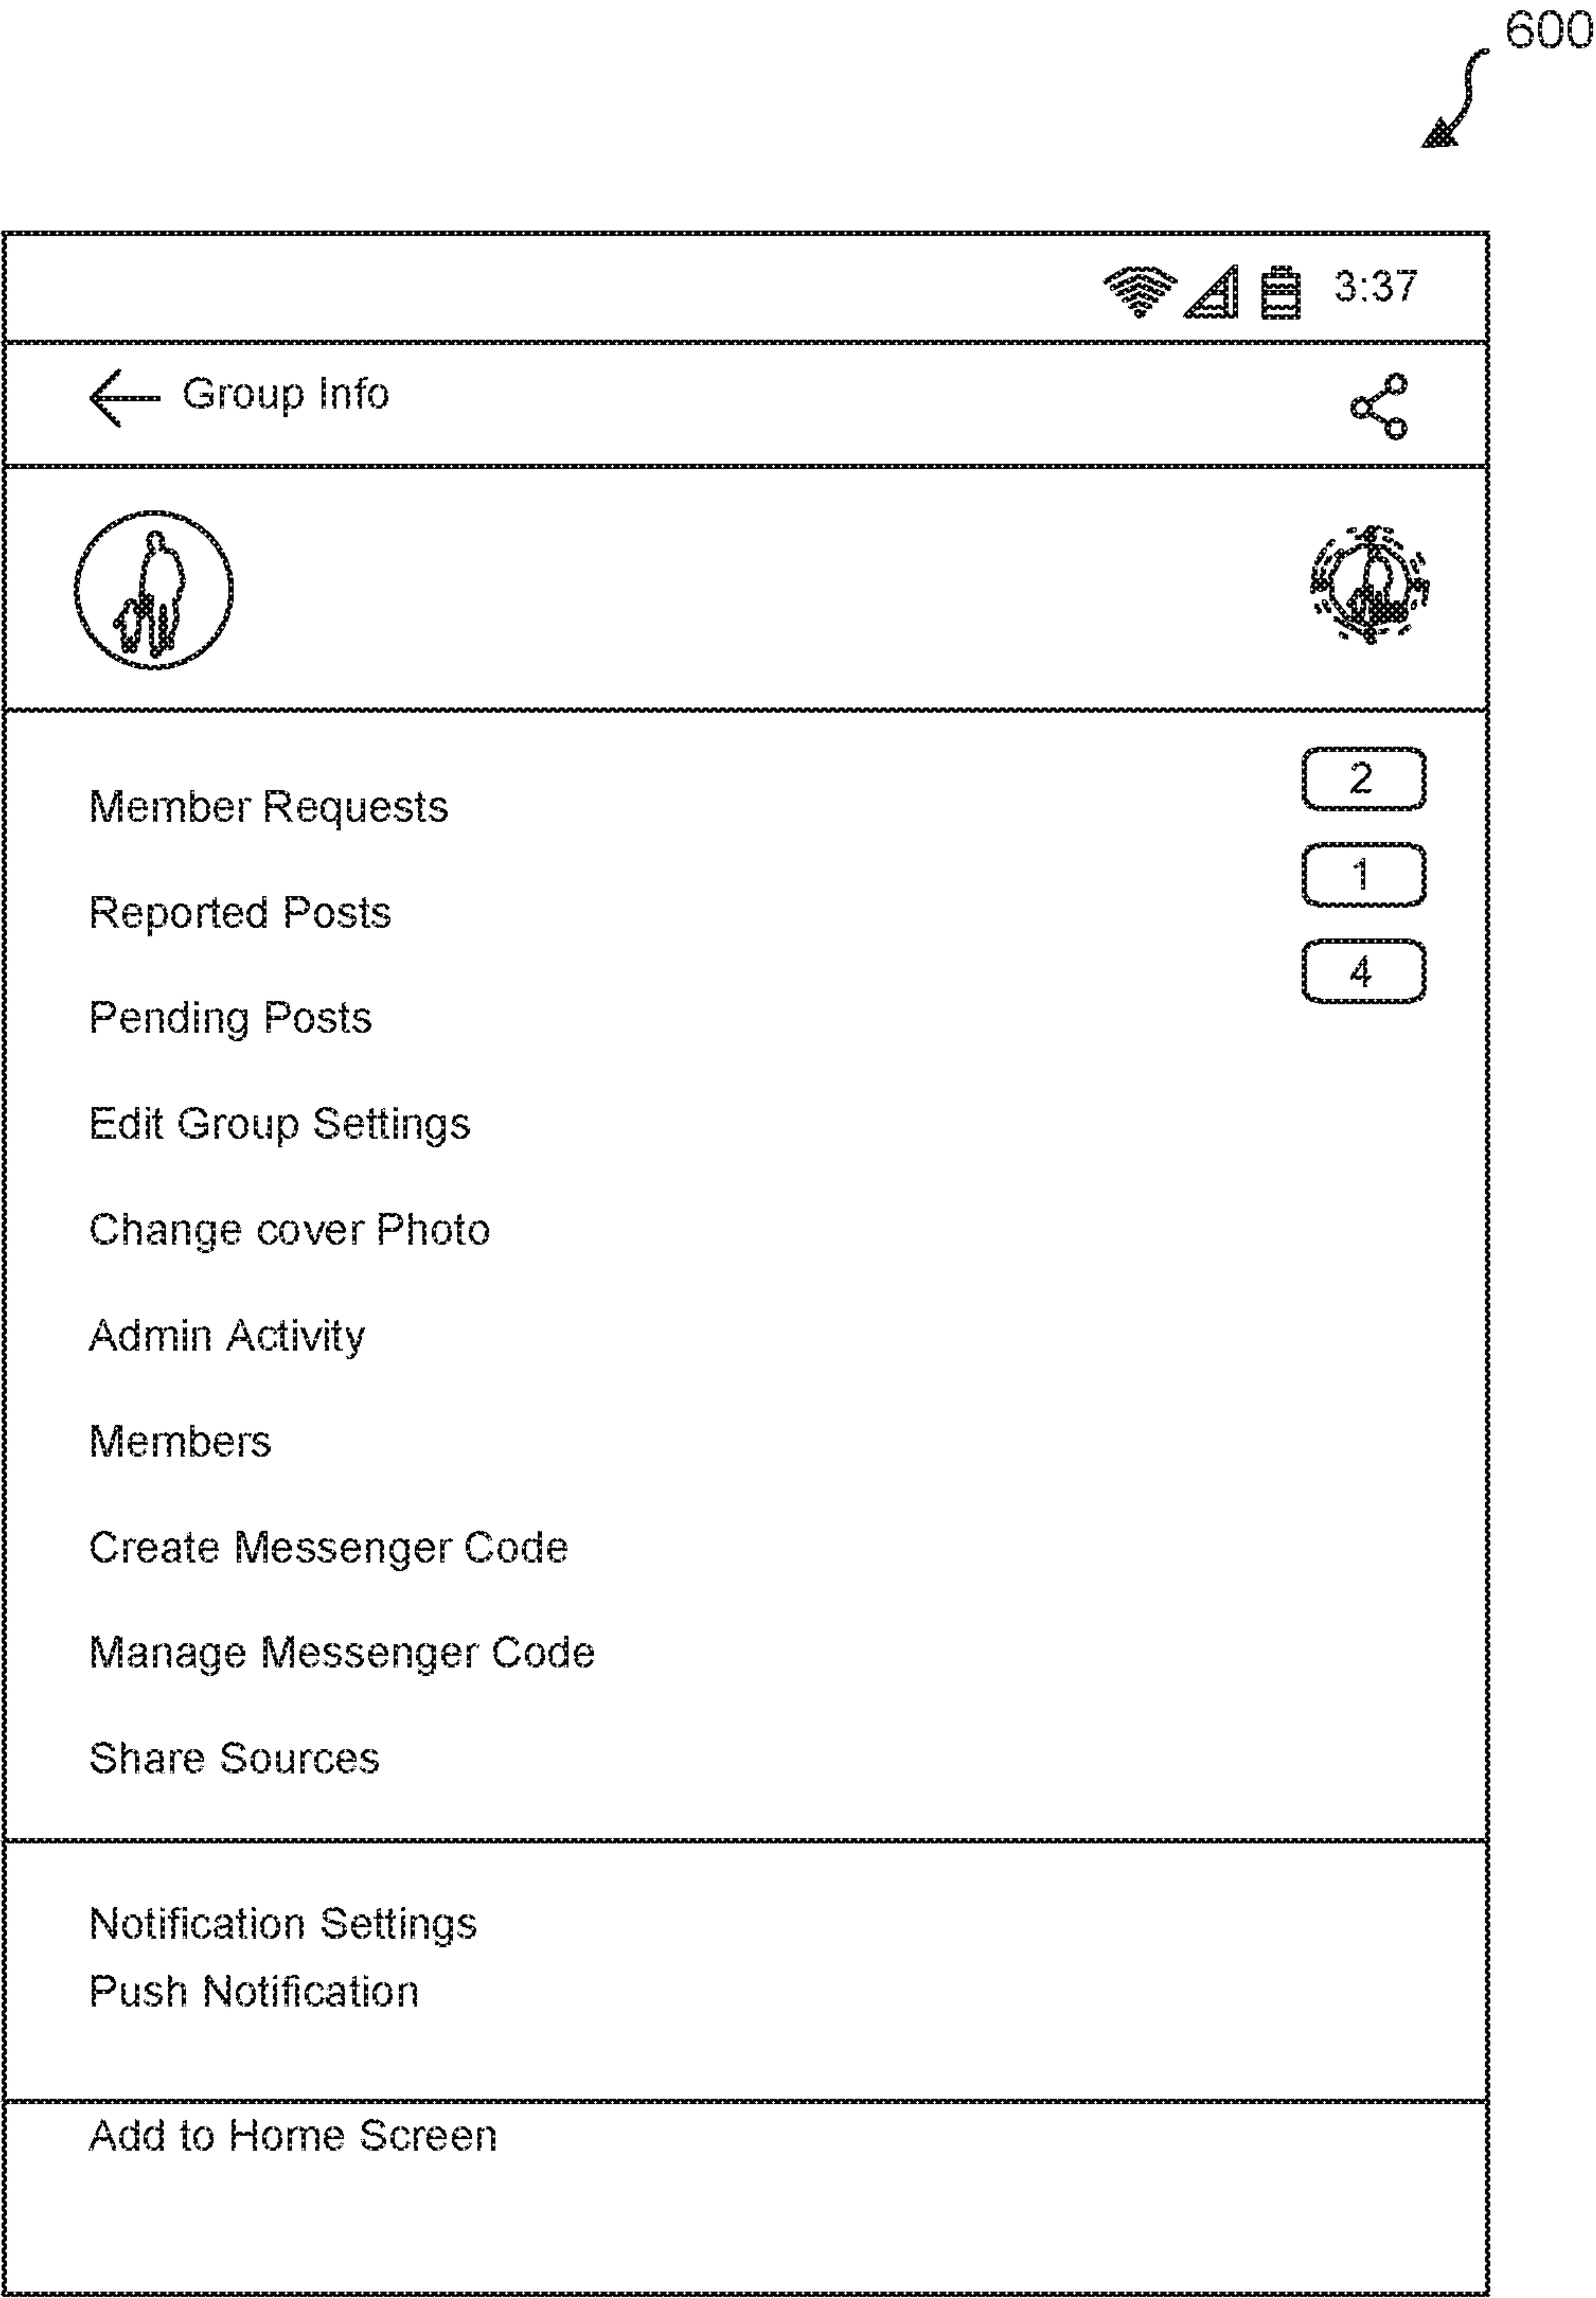 600
3:37
Group Info
Member Requests 2
Reported Posts 1
Pending Posts 4
Edit Group Settings
Change cover Photo
Admin Activity
Members
Create Messenger Code
Manage Messenger Code
Share Sources
Notification Settings
Push Notification
Add to Home Screen